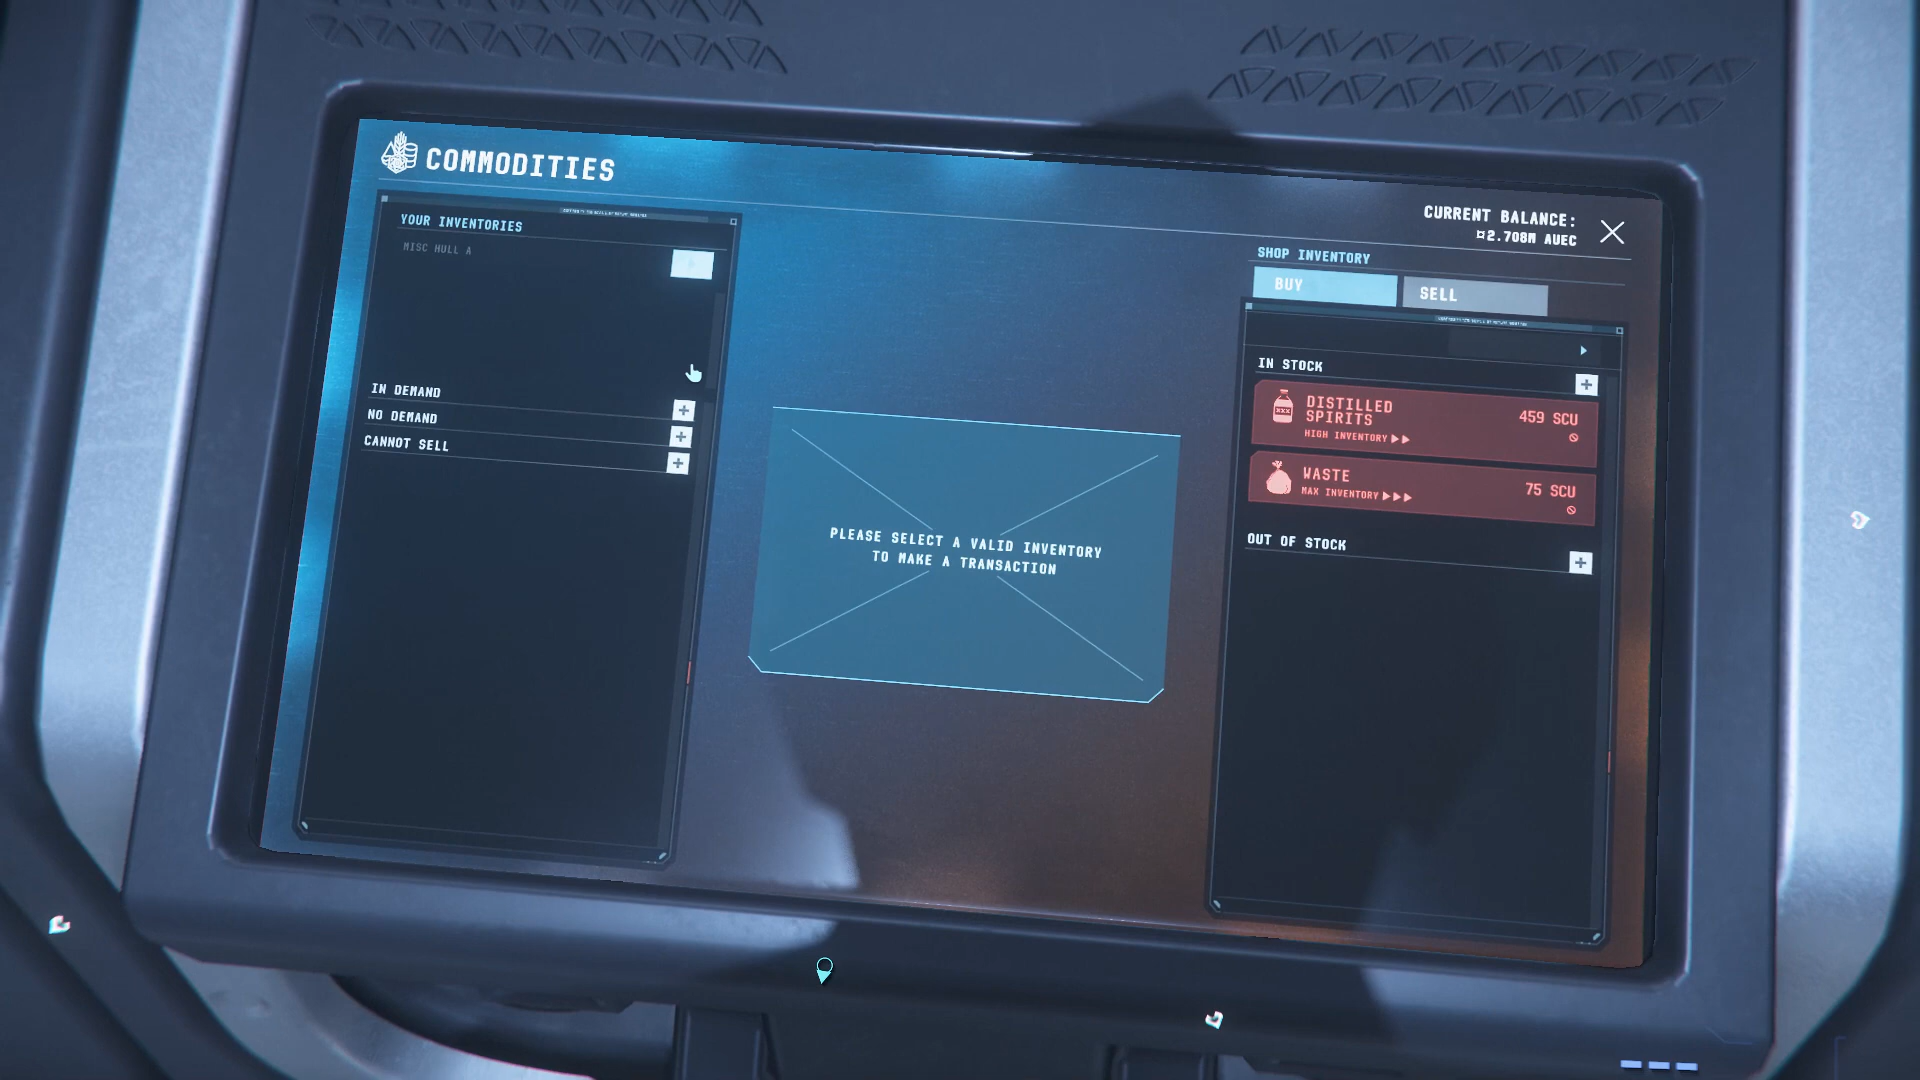 COMMODITIES
CURRENT BALANCE:
¤2.708M AUEC
YOUR INVENTORIES
MISC HULL A
IN DEMAND
NO DEMAND
CANNOT SELL
PLEASE SELECT A VALID INVENTORY
TO MAKE A TRANSACTION
SHOP INVENTORY
BUY
SELL
IN STOCK
DISTILLED
SPIRITS
459 SCU
HIGH INVENTORY
WASTE
75 SCU
MAX INVENTORY
OUT OF STOCK